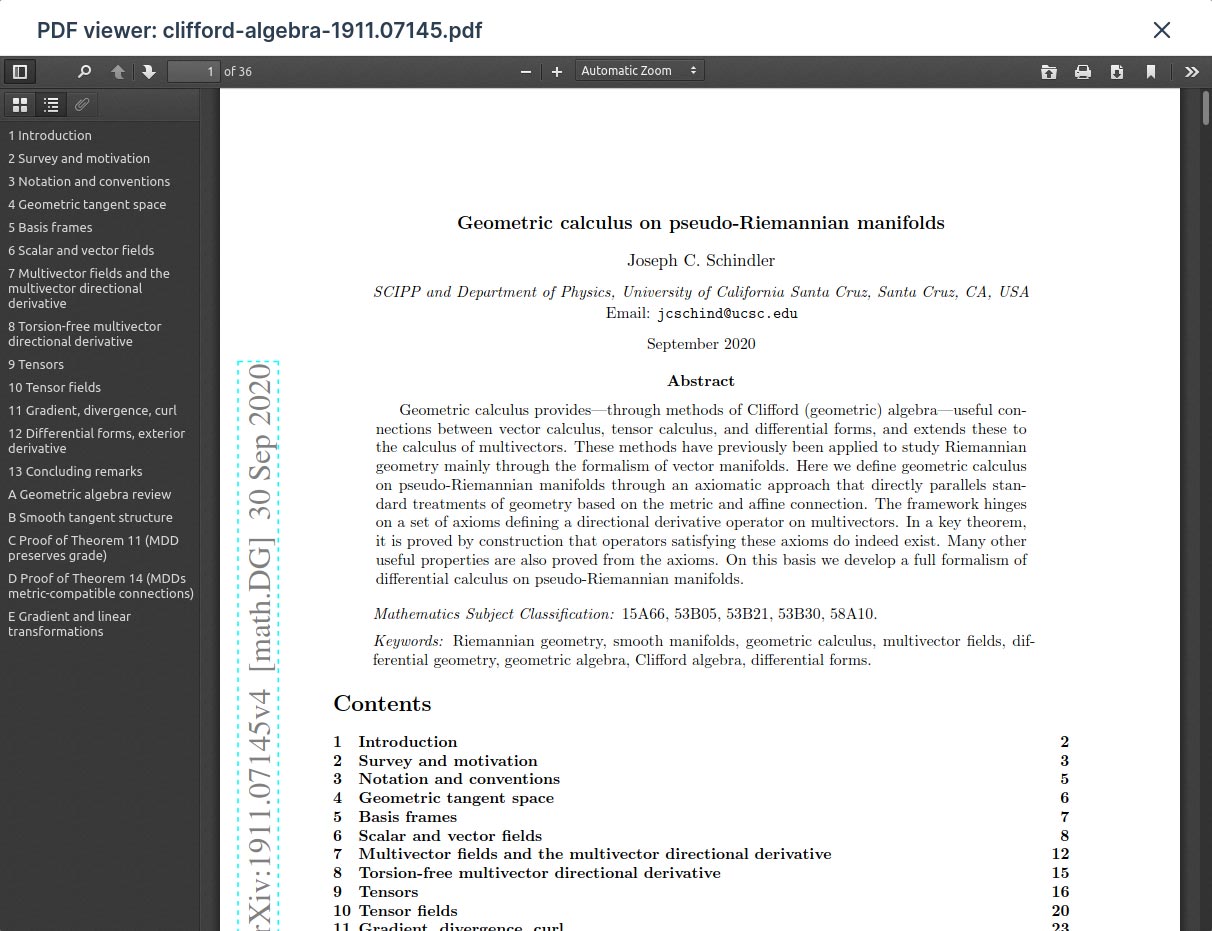 PDF viewer: clifford-algebra-1911.07145.pdf
1 of 36
Automatic Zoom
1 Introduction
2 Survey and motivation
3 Notation and conventions
4 Geometric tangent space
5 Basis frames
6 Scalar and vector fields
7 Multivector fields and the
multivector directional
derivative
8 Torsion-free multivector
directional derivative
9 Tensors
10 Tensor fields
11 Gradient, divergence, curl
12 Differential forms, exterior
derivative
13 Concluding remarks
A Geometric algebra review
B Smooth tangent structure
C Proof of Theorem 11 (MDD
preserves grade)
D Proof of Theorem 14 (MDDs
metric-compatible connections)
E Gradient and linear
transformations
Geometric calculus on pseudo-Riemannian manifolds
Joseph C. Schindler
SCIPP and Department of Physics, University of California Santa Cruz, Santa Cruz, CA, USA
Email: jcschind@ucsc.edu
September 2020
Abstract
Geometric calculus provides—through methods of Clifford (geometric) algebra—useful con-
nections between vector calculus, tensor calculus, and differential forms, and extends these to
the calculus of multivectors. These methods have previously been applied to study Riemannian
geometry mainly through the formalism of vector manifolds. Here we define geometric calculus
on pseudo-Riemannian manifolds through an axiomatic approach that directly parallels stan-
dard treatments of geometry based on the metric and affine connection. The framework hinges
on a set of axioms defining a directional derivative operator on multivectors. In a key theorem,
it is proved by construction that operators satisfying these axioms do indeed exist. Many other
useful properties are also proved from the axioms. On this basis we develop a full formalism of
differential calculus on pseudo-Riemannian manifolds.
Mathematics Subject Classification: 15A66, 53B05, 53B21, 53B30, 58A10.
Keywords: Riemannian geometry, smooth manifolds, geometric calculus, multivector fields, dif-
ferential geometry, geometric algebra, Clifford algebra, differential forms.
Contents
1 Introduction 2
2 Survey and motivation 3
3 Notation and conventions 5
4 Geometric tangent space 6
5 Basis frames 7
6 Scalar and vector fields 8
7 Multivector fields and the multivector directional derivative 12
8 Torsion-free multivector directional derivative 15
9 Tensors 16
10 Tensor fields 20
11 Gradient, divergence, curl 23
rXiv:1911.07145v4 [math.DG] 30 Sep 2020